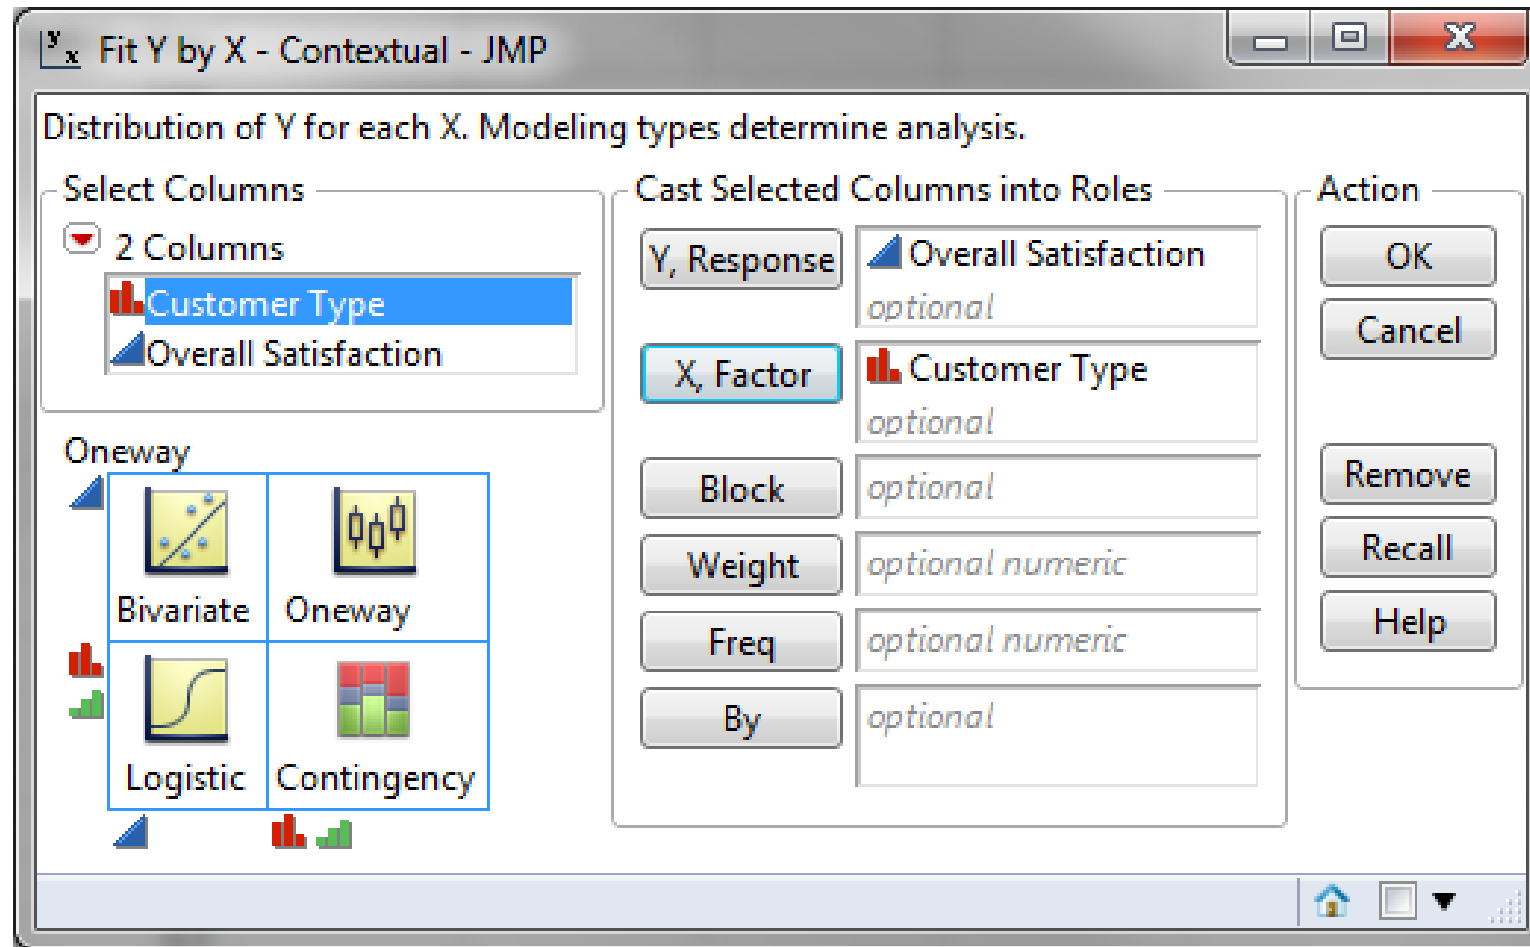 Fit Y by X - Contextual - JMP
Distribution of Y for each X. Modeling types determine analysis.
Select Columns
2 Columns
Customer Type
Overall Satisfaction
Oneway
Bivariate
Oneway
Logistic
Contingency
Cast Selected Columns into Roles
Y, Response
Overall Satisfaction
optional
X, Factor
Customer Type
optional
Block
optional
Weight
optional numeric
Freq
optional numeric
By
optional
Action
OK
Cancel
Remove
Recall
Help